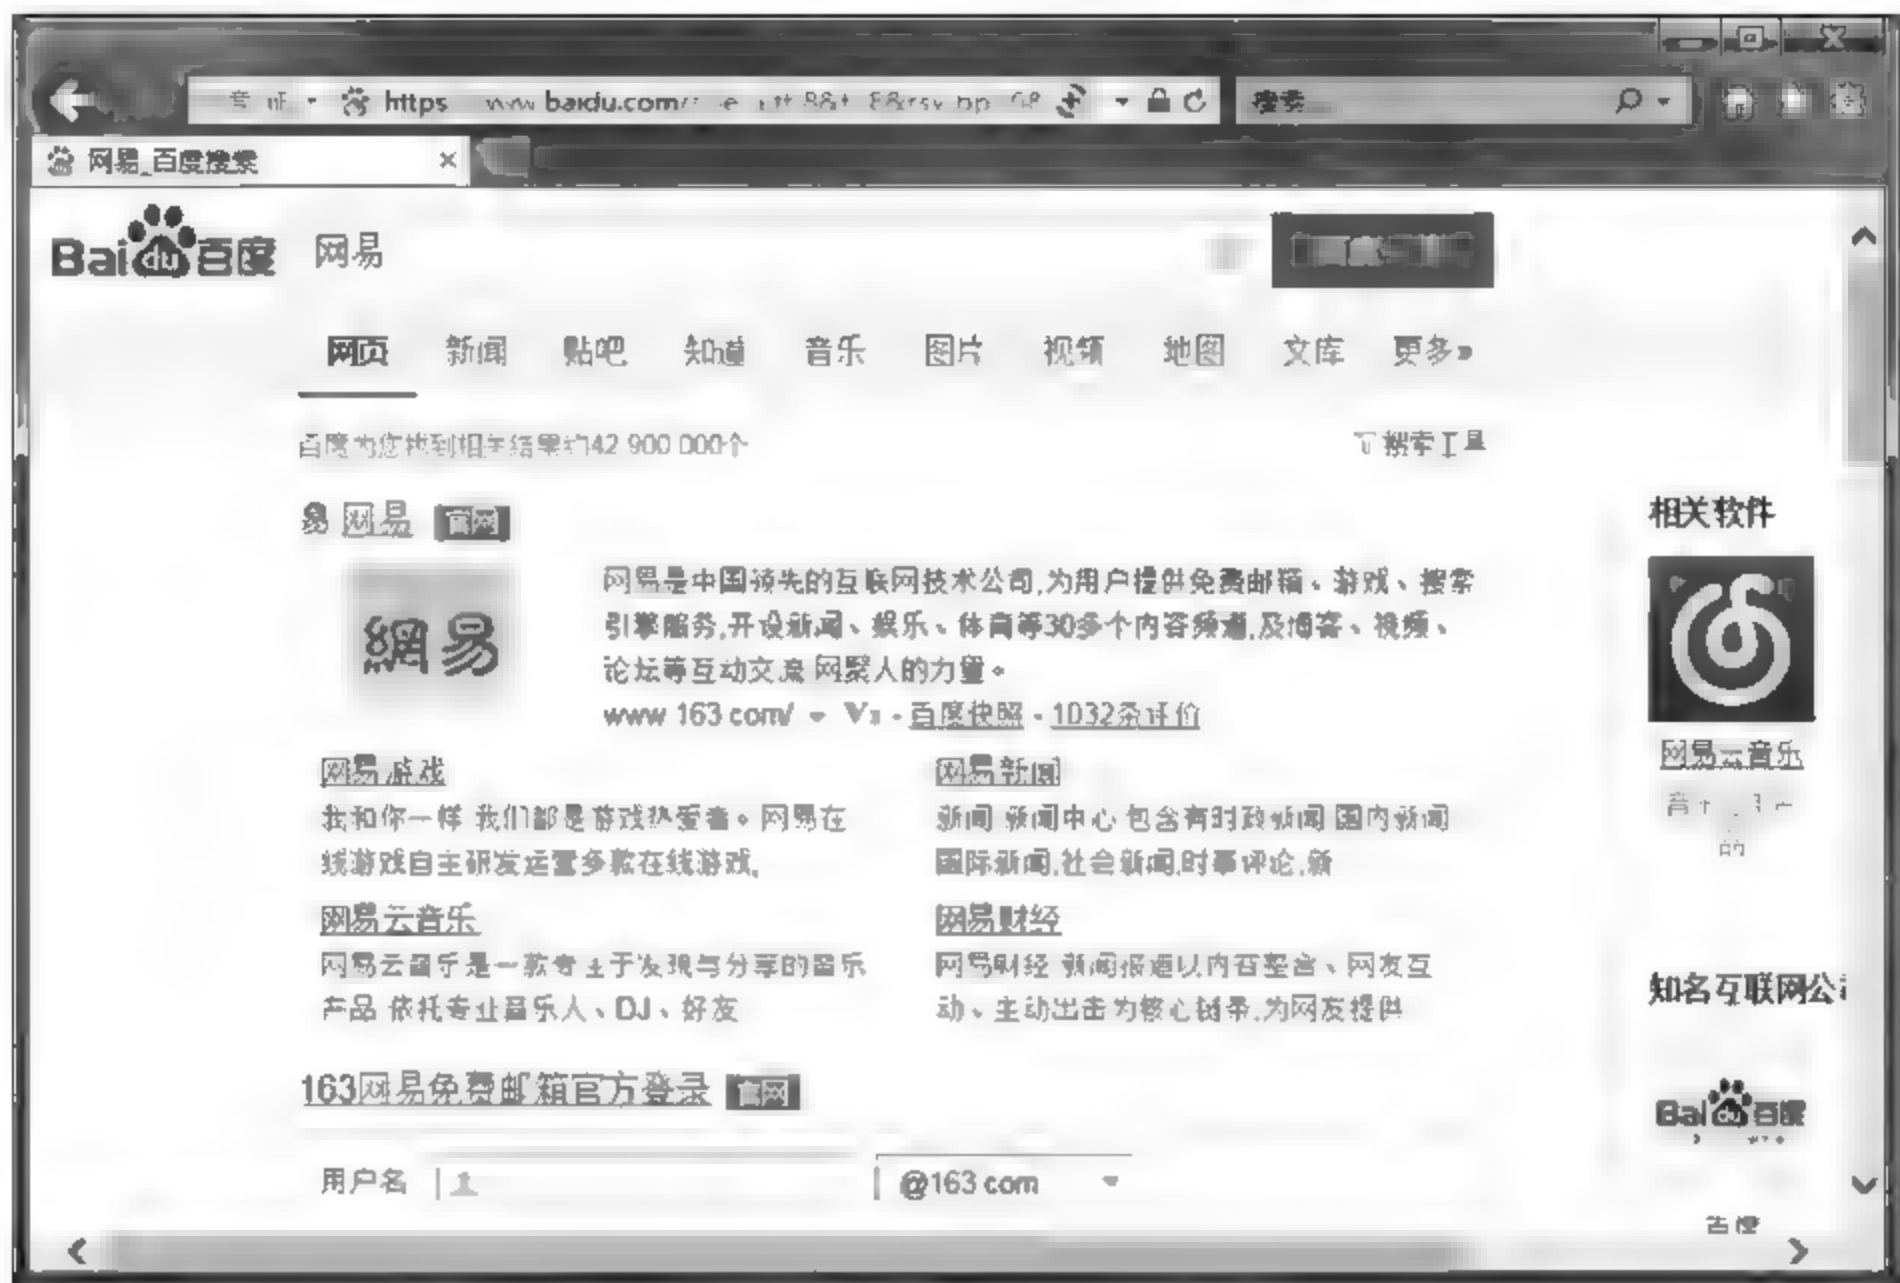 https www.baidu.com
搜索...
网易_百度搜索
Bai du 百度 网易
网页 新闻 贴吧 知道 音乐 图片 视频 地图 文库 更多»
百度为您找到相关结果约42 900 000个 搜索工具
易 网易 官网
相关软件
網易
网易是中国领先的互联网技术公司,为用户提供免费邮箱、游戏、搜索
引擎服务,开设新闻、娱乐、体育等30多个内容频道,及博客、视频、
论坛等互动交流 网聚人的力量。
www 163 com/ - 百度快照 - 1032条评价
网易云音乐
的
网易游戏 网易新闻
我和你一样 我们都是游戏热爱者。网易在
线游戏自主研发运营多款在线游戏,
新闻 新闻中心 包含有时政新闻 国内新闻
国际新闻,社会新闻,时事评论,新
网易云音乐 网易财经
网易云音乐是一款专注于发现与分享的音乐
产品 依托专业音乐人、DJ、好友
网易财经 新闻报道以内容整合、网友互
动、主动出击为核心链条,为网友提供
知名互联网公
163网易免费邮箱官方登录 官网
Bai du 百度
用户名 @163 com